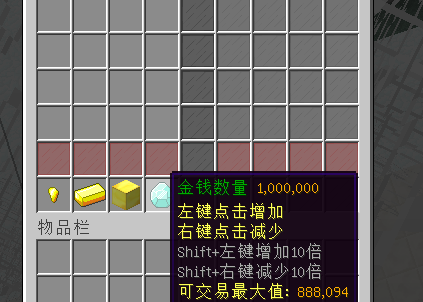 金钱数量 1,000,000
左键点击增加
右键点击减少
Shift+左键增加10倍
Shift+右键减少10倍
物品栏
可交易最大值: 888,094